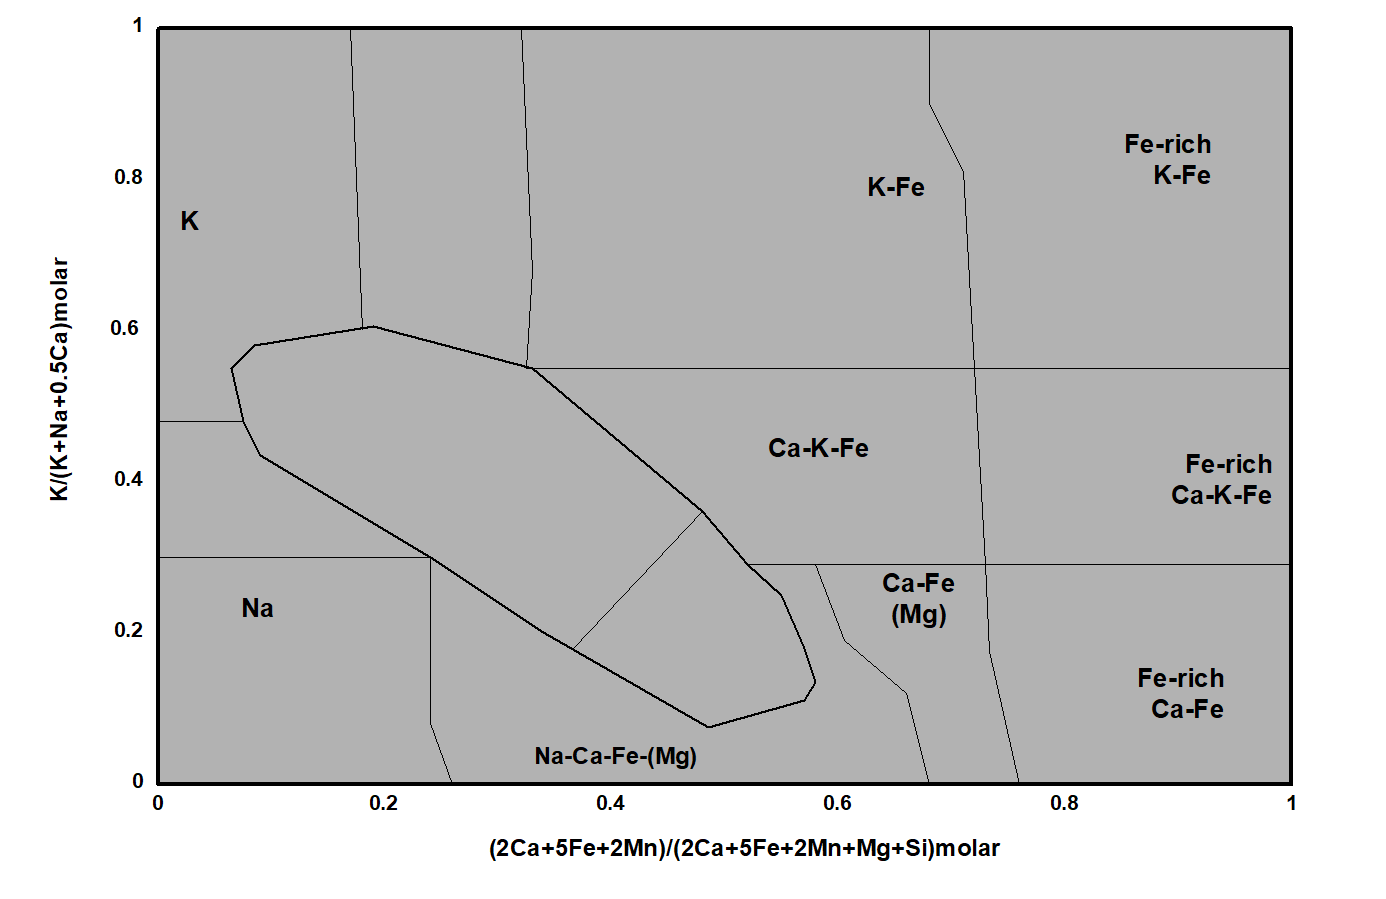 1
Fe-rich
K-Fe
0.8
K-Fe
K
K/(K+Na+0.5Ca)molar
0.6
Ca-K-Fe
Fe-rich
Ca-K-Fe
0.4
Ca-Fe
(Mg)
Na
0.2
Fe-rich
Ca-Fe
Na-Ca-Fe-(Mg)
0
0 0.2 0.4 0.6 0.8 1
(2Ca+5Fe+2Mn)/(2Ca+5Fe+2Mn+Mg+Si)molar